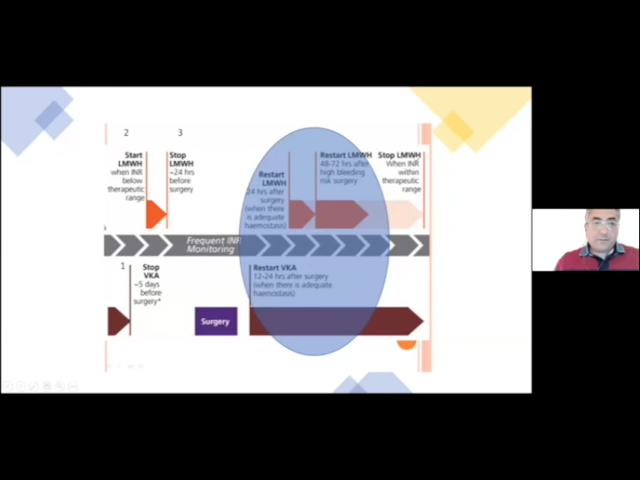 2
3
Start
LMWH
when INR
below
therapeutic
range
Stop
LMWH
~24 hrs
before
surgery
Restart
LMWH
24 hrs after
surgery
(when there
is adequate
haemostasis)
Restart LMWH
48-72 hrs after
high bleeding
risk surgery
Stop LMWH
When INR
within
therapeutic
range
Frequent INR
Monitoring
1
Stop
VKA
~5 days
before
surgery*
Surgery
Restart VKA
12-24 hrs after surgery
(when there is adequate
haemostasis)